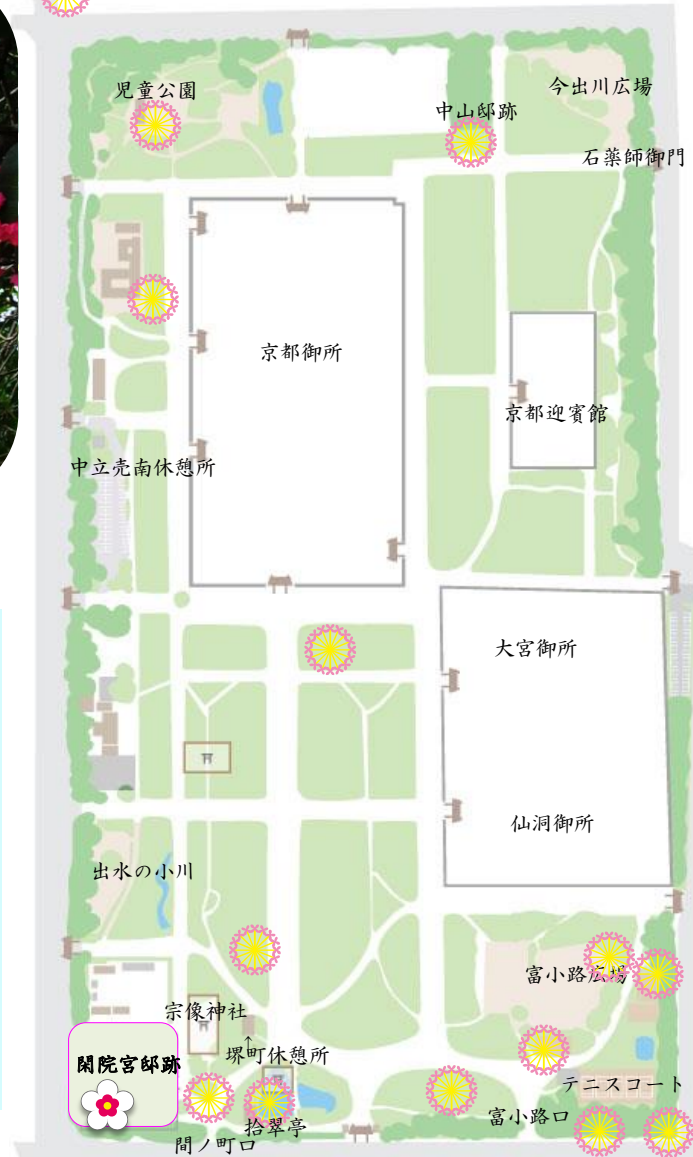 児童公園
今出川広場
中山邸跡
石薬師御門
京都御所
京都迎賓館
中立売南休憩所
大宮御所
仙洞御所
出水の小川
富小路広場
宗像神社
↑
堺町休憩所
閑院宮邸跡
テニスコート
富小路口
拾翠亭
間ノ町口